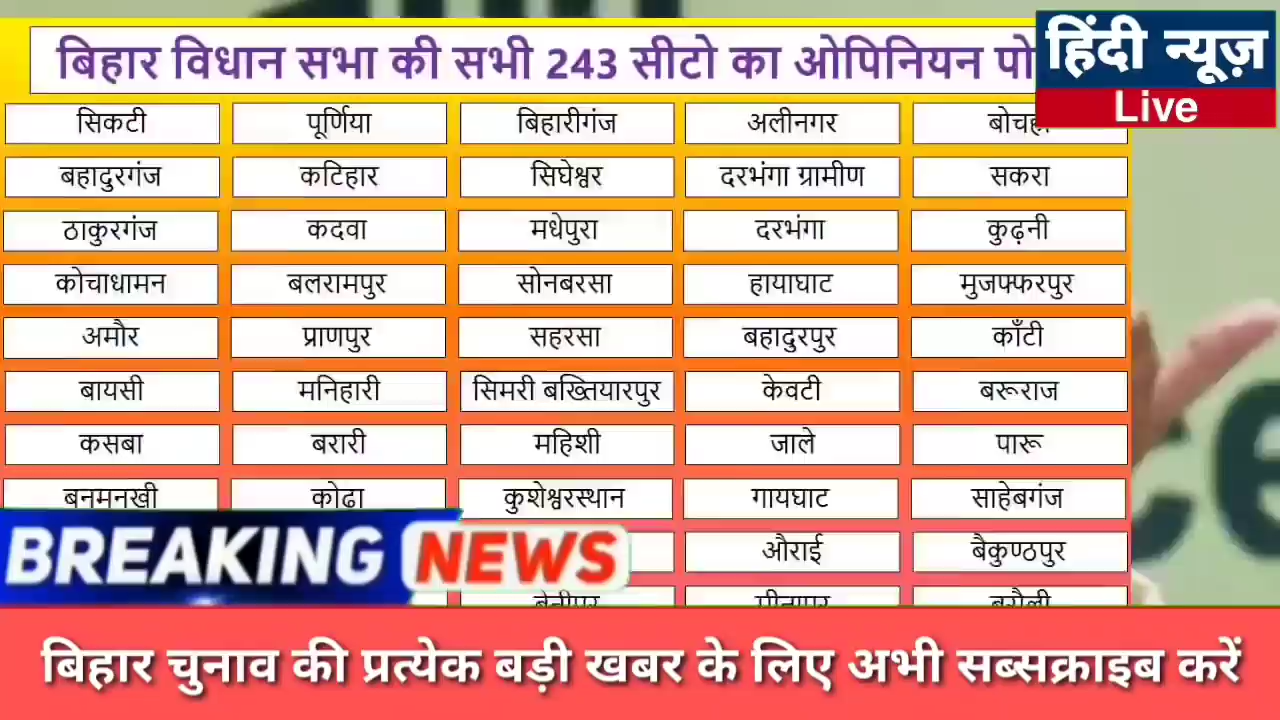 बिहार विधान सभा की सभी 243 सीटो का ओपिनियन पो
हिंदी न्यूज़
Live
सिकटी पूर्णिया बिहारीगंज अलीनगर
बहादुरगंज कटिहार सिघेश्वर दरभंगा ग्रामीण सकरा
ठाकुरगंज कदवा मधेपुरा दरभंगा कुढ़नी
कोचाधामन बलरामपुर सोनबरसा हायाघाट मुजफ्फरपुर
अमौर प्राणपुर सहरसा बहादुरपुर काँटी
बायसी मनिहारी सिमरी बख्तियारपुर केवटी बरूराज
कसबा बरारी महिशी जाले पारू
बनमनखी कोढा कुशेश्वरस्थान गायघाट साहेबगंज
औराई बैकुण्ठपुर
BREAKING NEWS
बिहार चुनाव की प्रत्येक बड़ी खबर के लिए अभी सब्सक्राइब करें